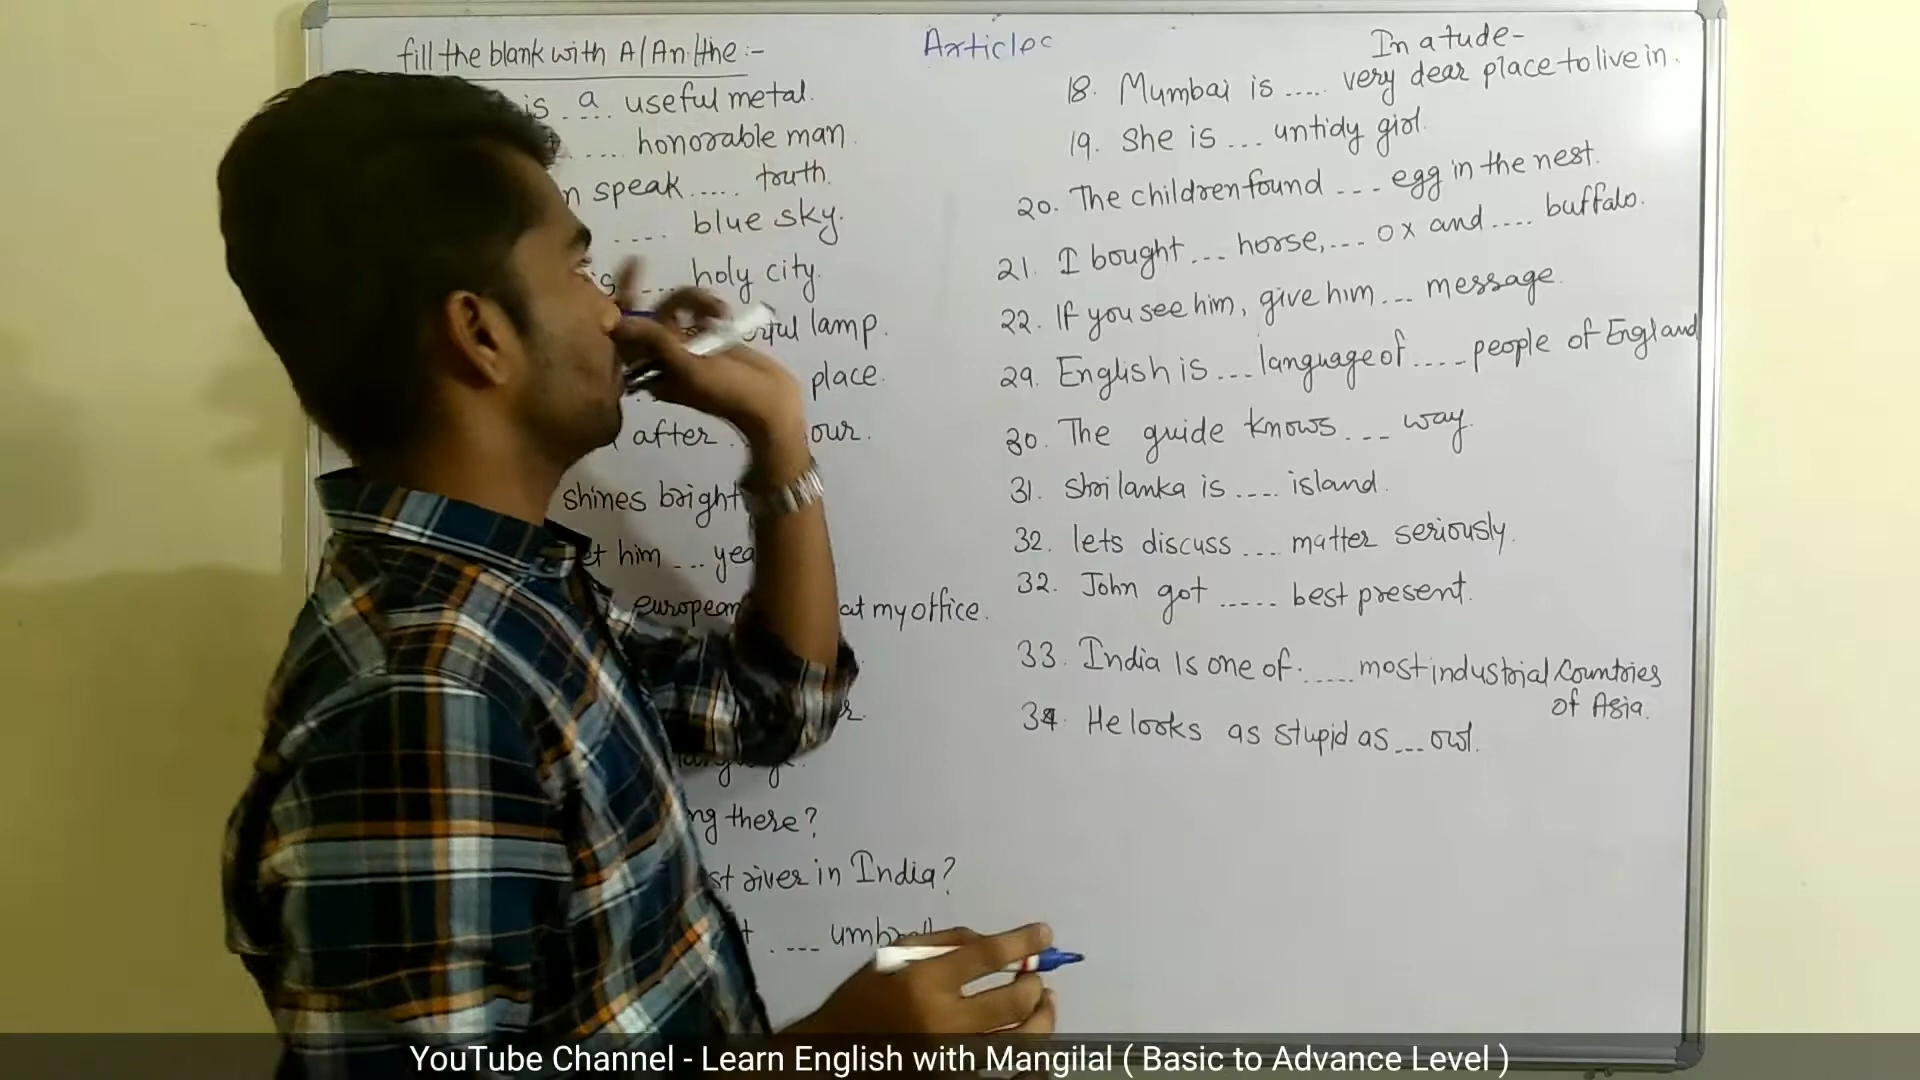 fill the blank with A/An/the :-
is a useful metal.
.... honorable man.
speak ..... truth.
.... blue sky.
.... holy city.
lamp.
place.
after our.
shines bright
him ... yea
european at my office.
there?
river in India?
.... umbrell
Articles
In a tude-
18. Mumbai is ..... very dear place to live in.
19. She is ... untidy girl.
20. The children found ... egg in the nest.
21. I bought ... horse, ... ox and .... buffalo.
22. If you see him, give him ... message.
29. English is ... language of .... people of England
30. The guide knows ... way.
31. Shri lanka is .... island.
32. lets discuss ... matter seriously.
32. John got ..... best present.
33. India Is one of ..... most industrial Countries
of Asia.
34. He looks as stupid as ... owl.
YouTube Channel - Learn English with Mangilal ( Basic to Advance Level )